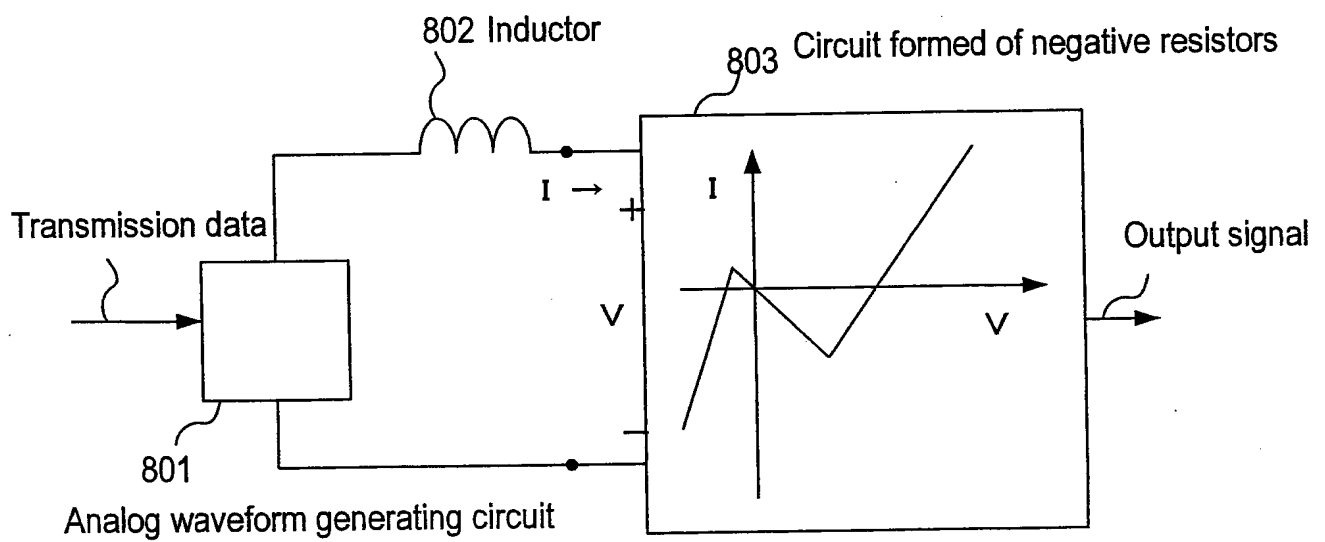 802 Inductor
803 Circuit formed of negative resistors
I →
+
I
Transmission data
Output signal
V
V
−
801
Analog waveform generating circuit